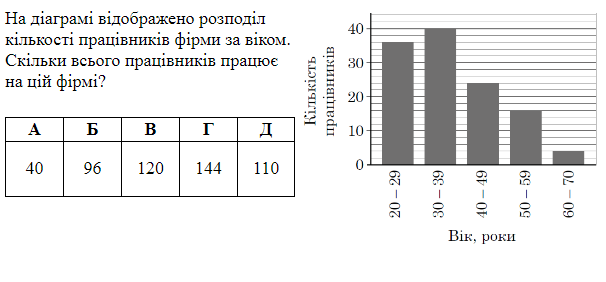 На діаграмі відображено розподіл
кількості працівників фірми за віком.
Скільки всього працівників працює
на цій фірмі?
А Б В Г Д
40 96 120 144 110
Кількість
працівників
40
30
20
10
0
20 – 29
30 – 39
40 – 49
50 – 59
60 – 70
Вік, роки